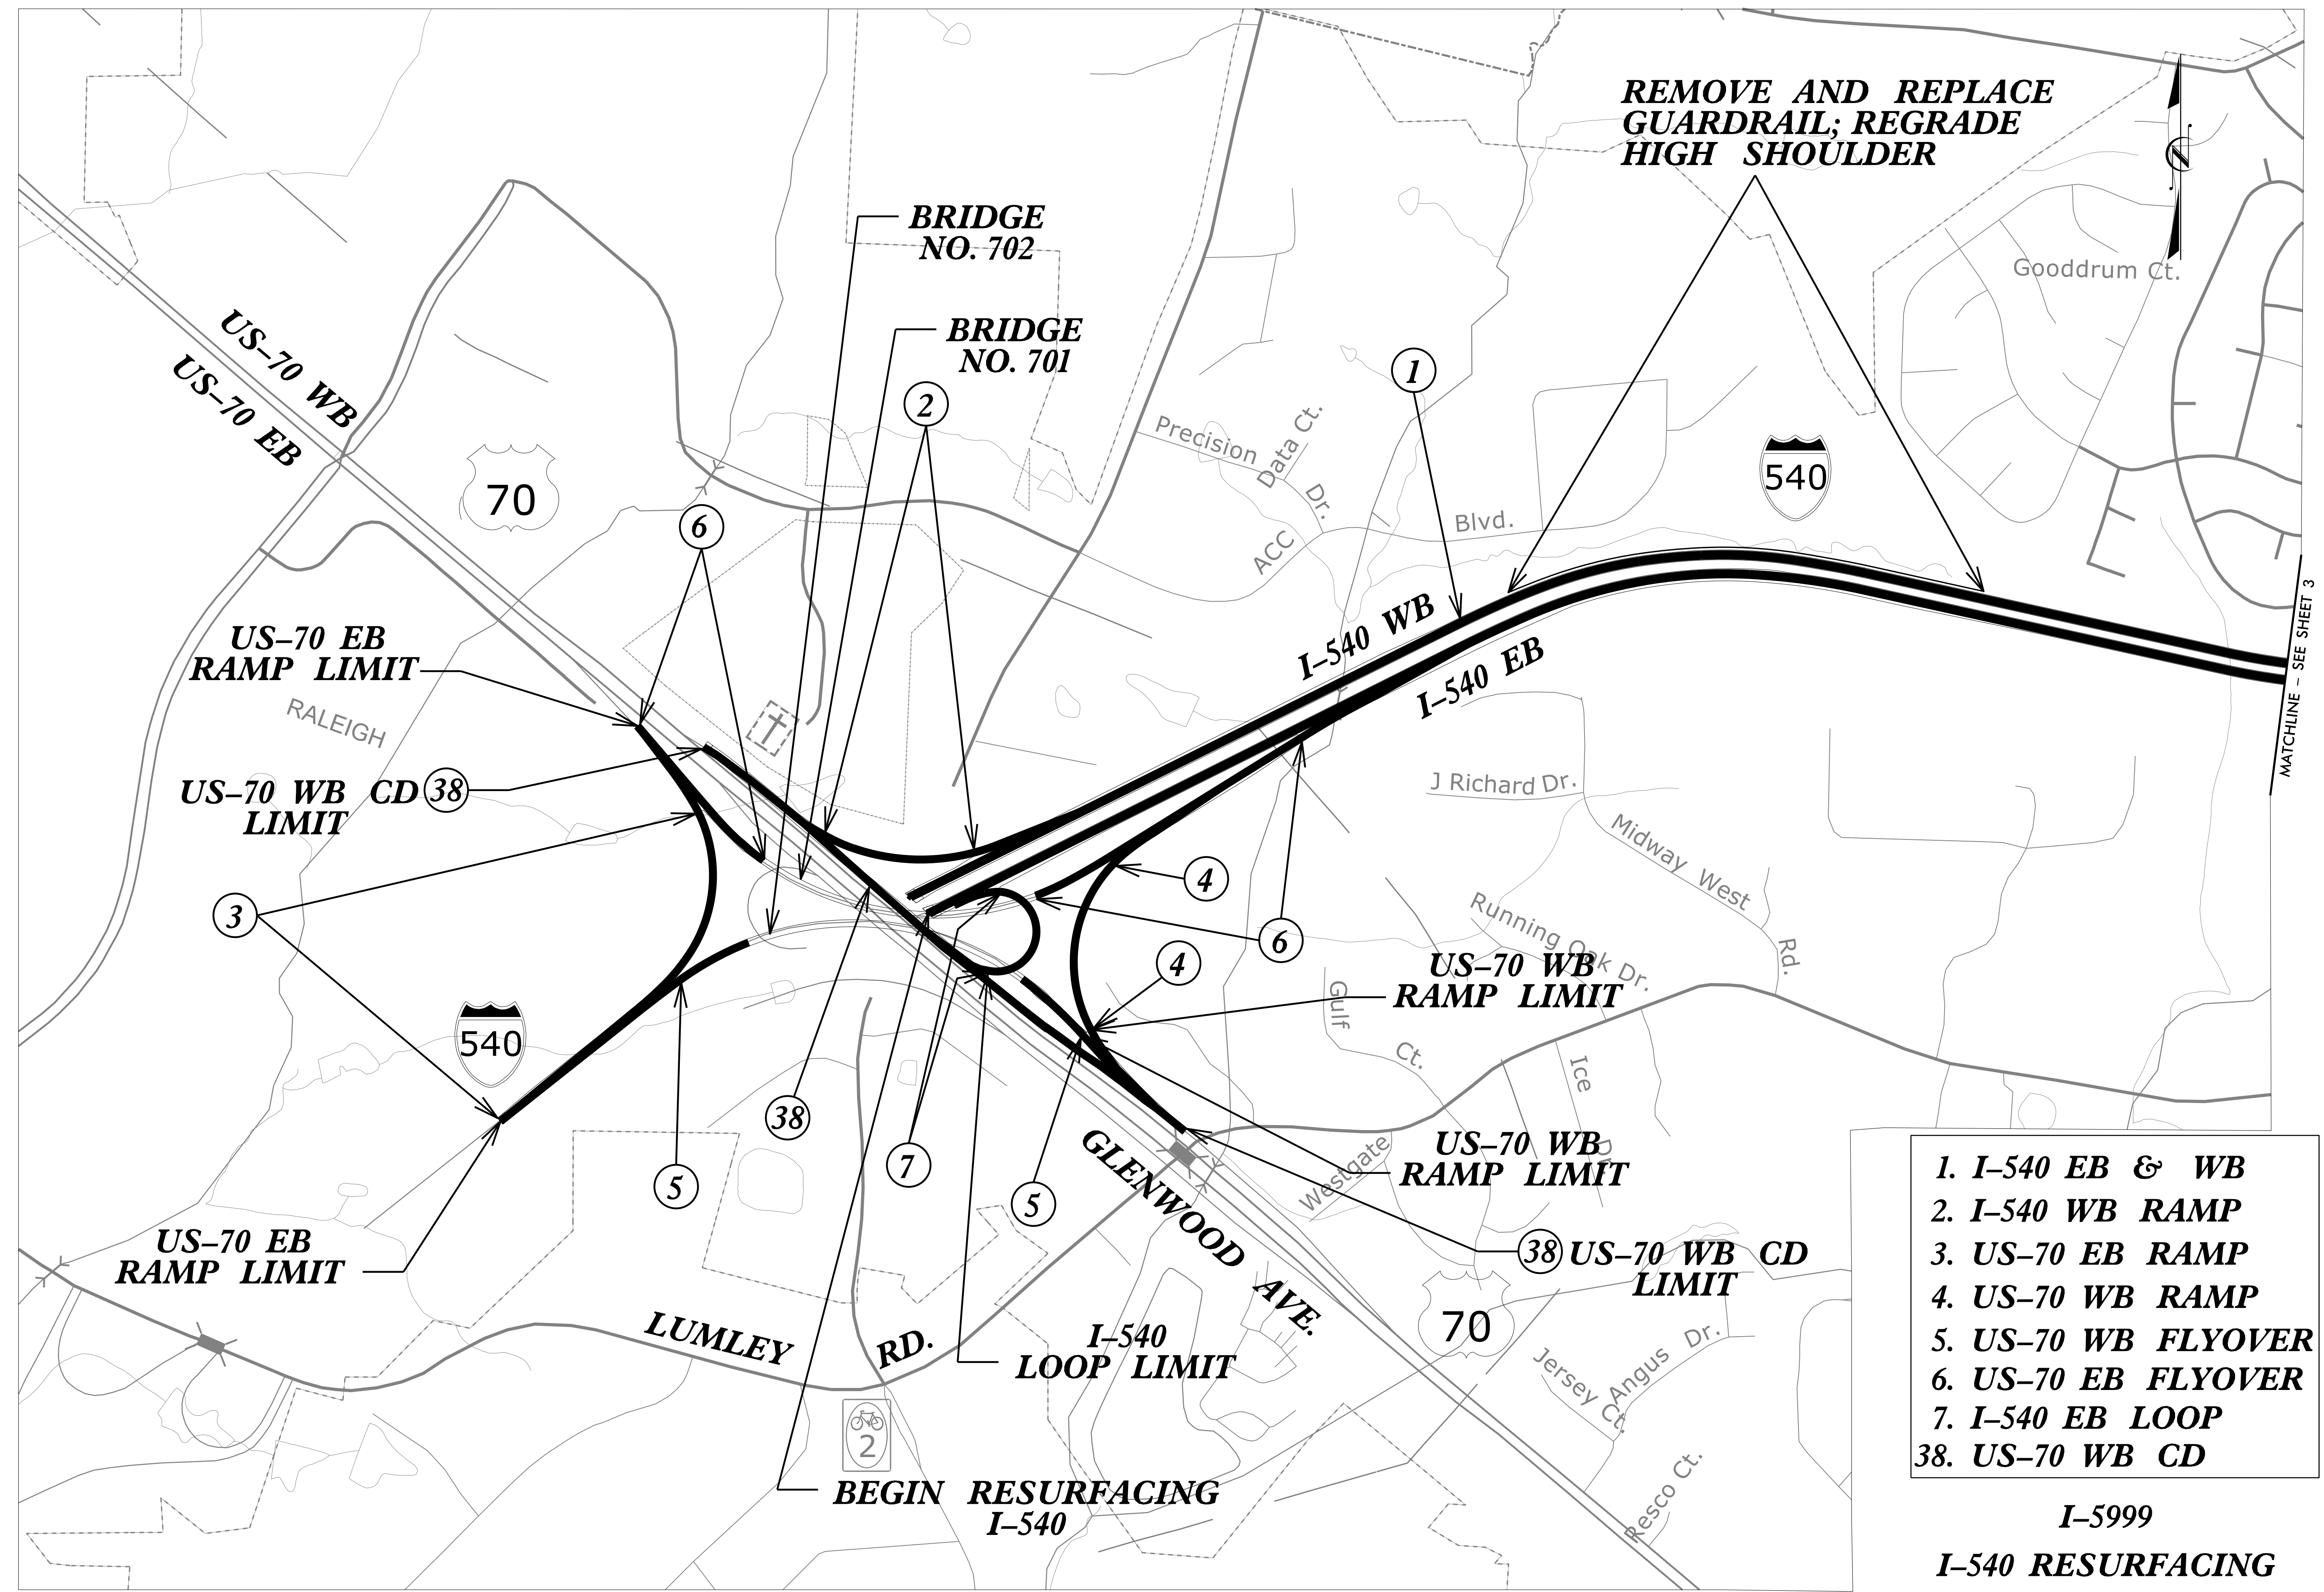 REMOVE AND REPLACE
GUARDRAIL; REGRADE
HIGH SHOULDER
N
BRIDGE
NO. 702
Gooddrum Ct.
BRIDGE
NO. 701
US-70 WB
US-70 EB
1
2
Precision
Data Ct.
Dr.
ACC
Blvd.
70
540
6
MATCHLINE - SEE SHEET 3
I-540 WB
I-540 EB
US-70 EB
RAMP LIMIT
RALEIGH
US-70 WB CD
LIMIT
38
J Richard Dr.
Midway West
Rd.
Running Oak Dr.
3
4
6
4
US-70 WB
RAMP LIMIT
Gulf
Ct.
Ice
Dr.
540
38
7
5
5
GLENWOOD AVE.
Westgate
US-70 WB
RAMP LIMIT
38 US-70 WB CD
LIMIT
US-70 EB
RAMP LIMIT
LUMLEY RD.
I-540
LOOP LIMIT
70
Jersey Ct.
Angus Dr.
2
BEGIN RESURFACING
I-540
Resco Ct.
1. I-540 EB & WB
2. I-540 WB RAMP
3. US-70 EB RAMP
4. US-70 WB RAMP
5. US-70 WB FLYOVER
6. US-70 EB FLYOVER
7. I-540 EB LOOP
38. US-70 WB CD
I-5999
I-540 RESURFACING